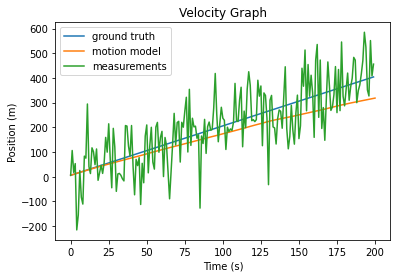 Velocity Graph
ground truth
motion model
measurements
Position (m)
600
500
400
300
200
100
0
−100
−200
0 25 50 75 100 125 150 175 200
Time (s)